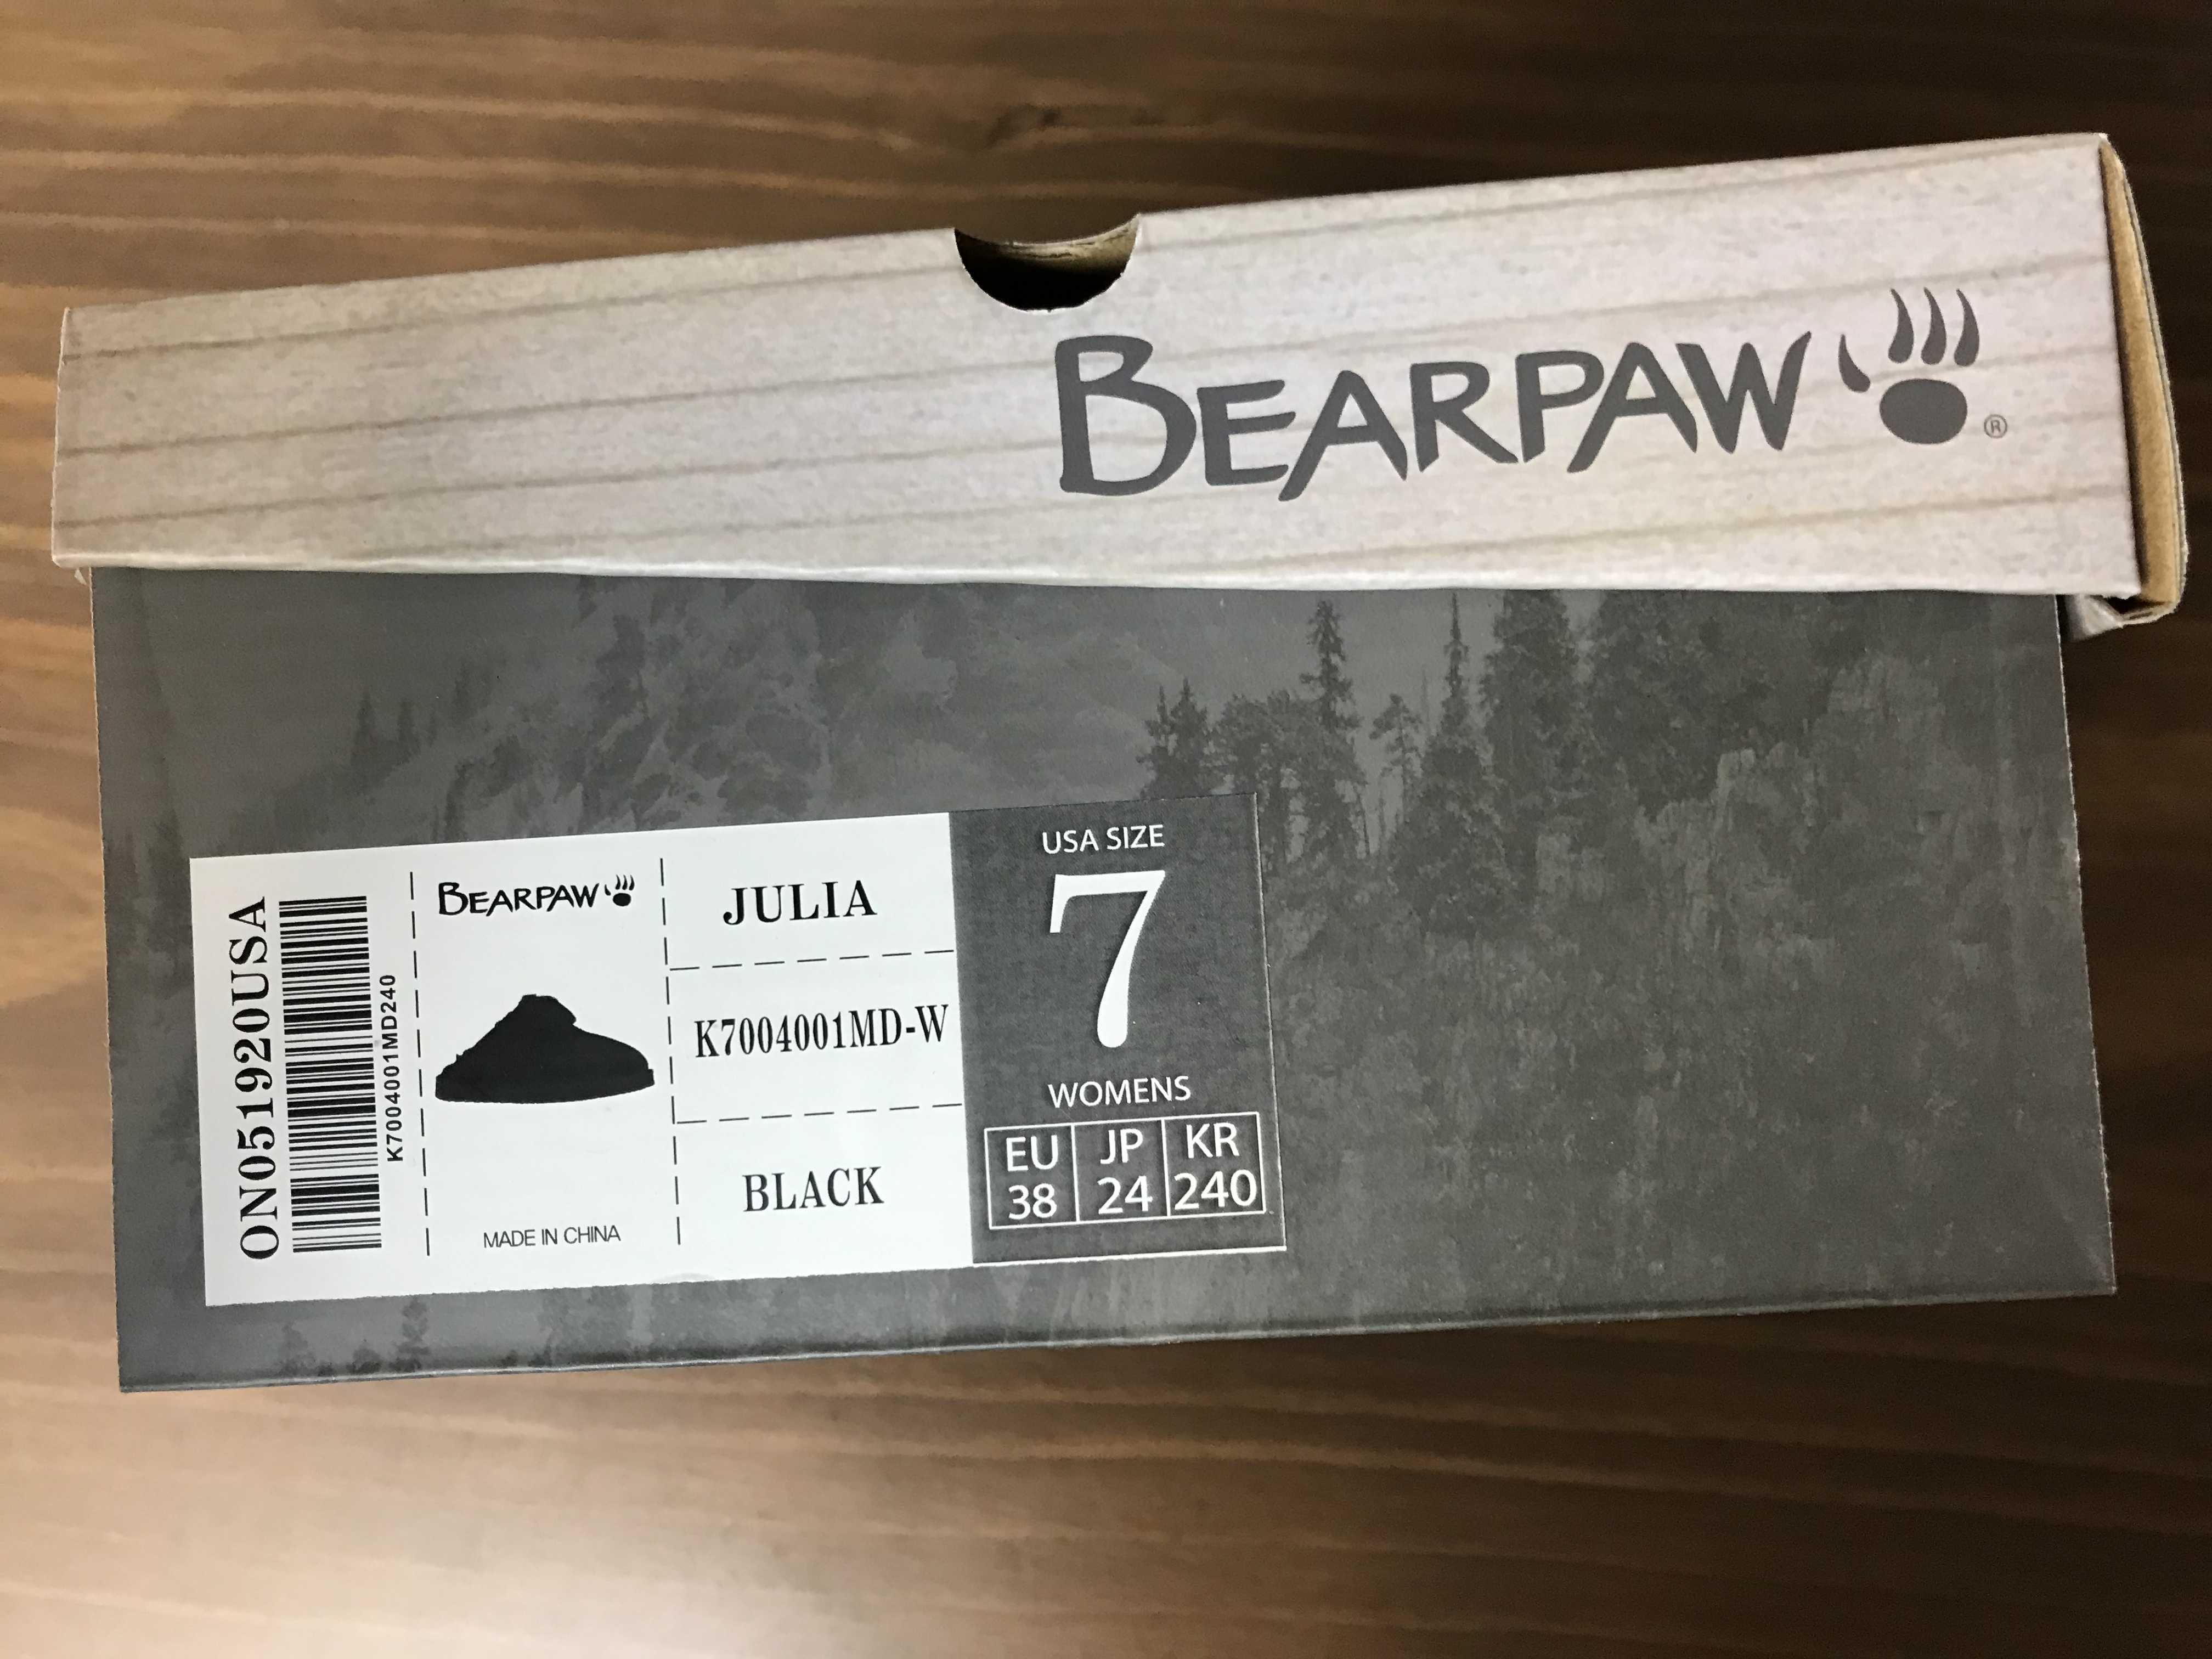 BEARPAW ®
ON051920USA
K7004001MD240
BEARPAW
MADE IN CHINA
JULIA
K7004001MD-W
BLACK
USA SIZE
7
WOMENS
EU JP KR
38 24 240